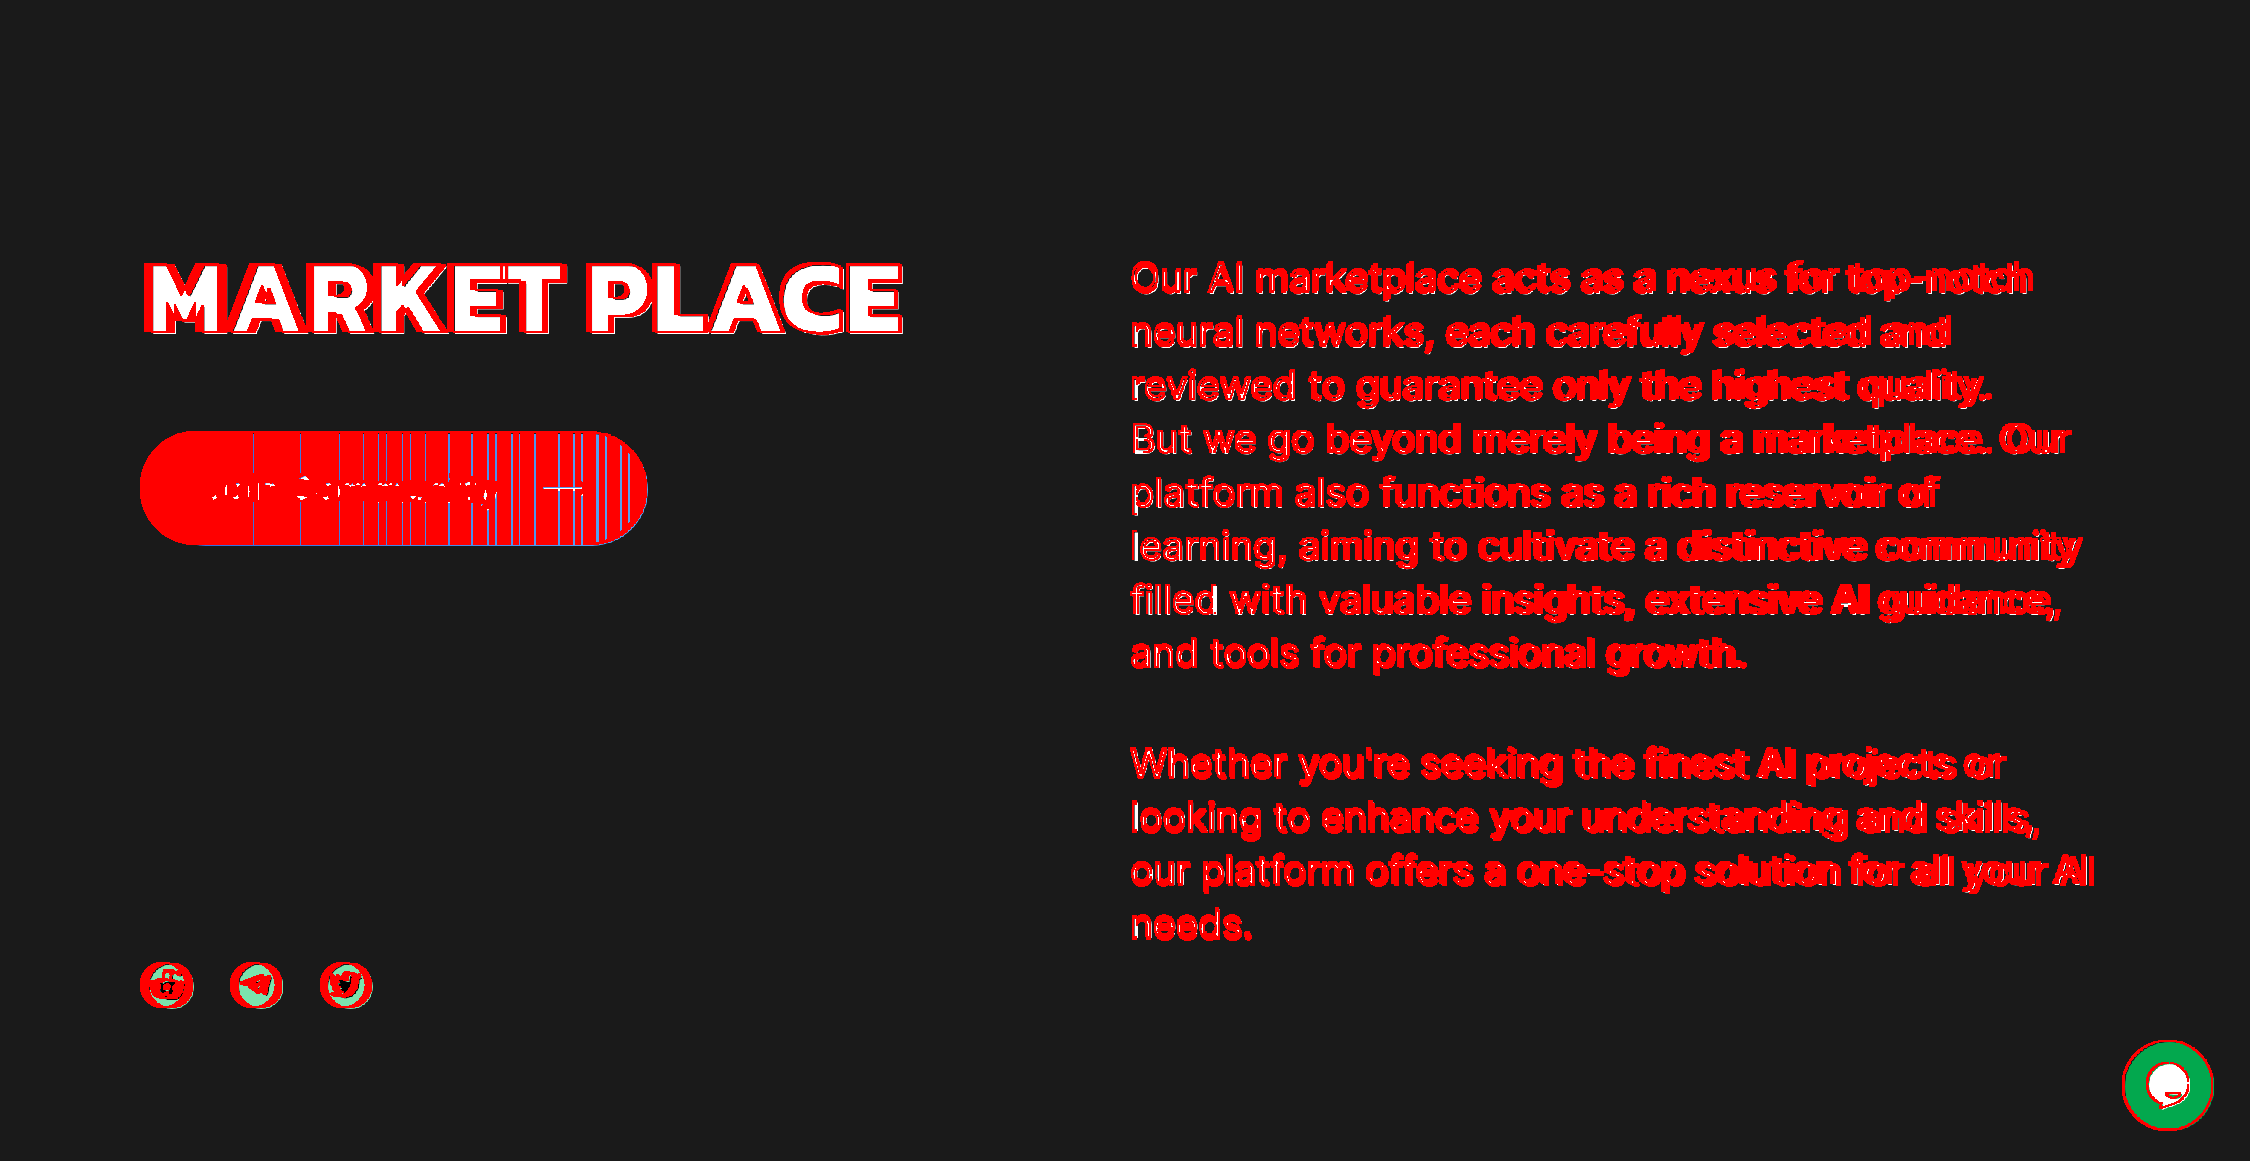 MARKET PLACE
Our Community
Our AI marketplace acts as a nexus for top-notch
neural networks, each carefully selected and
reviewed to guarantee only the highest quality.
But we go beyond merely being a marketplace. Our
platform also functions as a rich reservoir of
learning, aiming to cultivate a distinctive community
filled with valuable insights, extensive AI guidance,
and tools for professional growth.
Whether you're seeking the finest AI projects or
looking to enhance your understanding and skills,
our platform offers a one-stop solution for all your AI
needs.